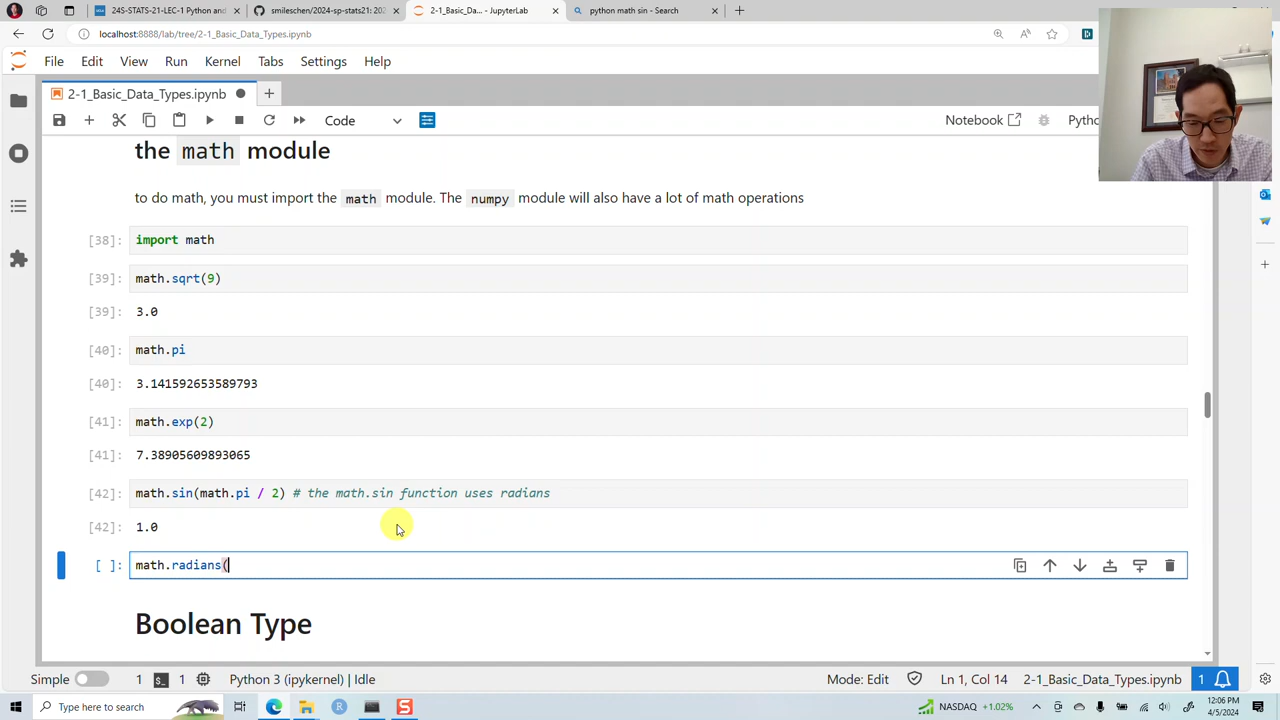 24S-STATS-21-LEC-1 Python and
smileschen/2024-sp-stats21: 202
2-1_Basic_Da... - JupyterLab
python math sin - Search
localhost:8888/lab/tree/2-1_Basic_Data_Types.ipynb
File Edit View Run Kernel Tabs Settings Help
2-1_Basic_Data_Types.ipynb
Code
Notebook
the math module
to do math, you must import the math module. The numpy module will also have a lot of math operations
[38]: import math
[39]: math.sqrt(9)
[39]: 3.0
[40]: math.pi
[40]: 3.141592653589793
[41]: math.exp(2)
[41]: 7.38905609893065
[42]: math.sin(math.pi / 2) # the math.sin function uses radians
[42]: 1.0
[ ]: math.radians(
Boolean Type
Simple 1 1 Python 3 (ipykernel) | Idle Mode: Edit Ln 1, Col 14 2-1_Basic_Data_Types.ipynb 1
Type here to search
NASDAQ +1.02%
12:06 PM
4/5/2024